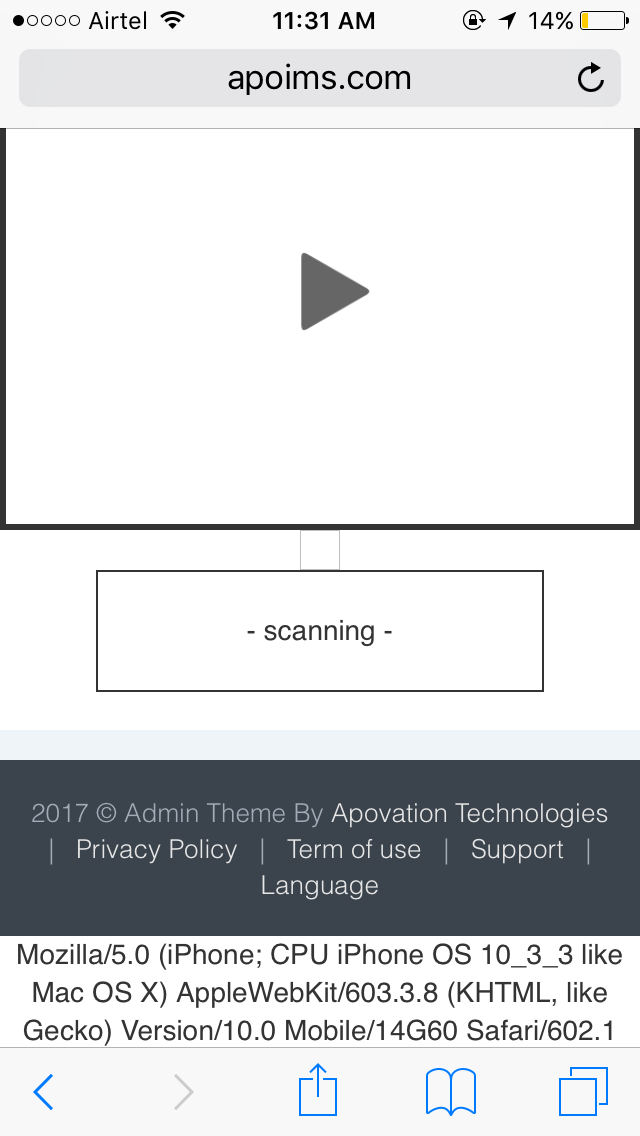 Airtel 11:31 AM 14%
apoims.com
- scanning -
2017 © Admin Theme By Apovation Technologies
| Privacy Policy | Term of use | Support |
Language
Mozilla/5.0 (iPhone; CPU iPhone OS 10_3_3 like
Mac OS X) AppleWebKit/603.3.8 (KHTML, like
Gecko) Version/10.0 Mobile/14G60 Safari/602.1